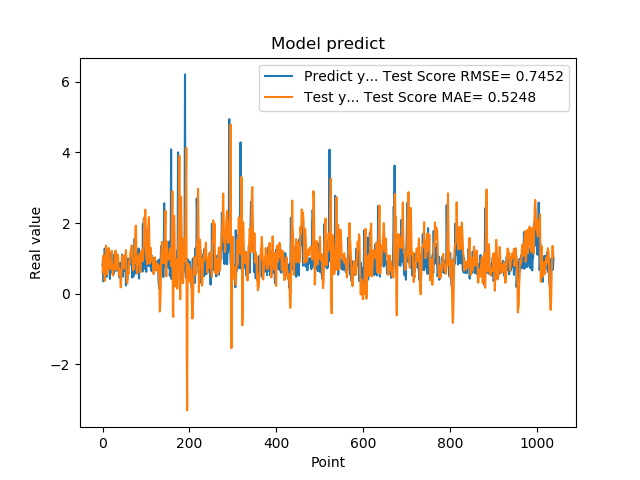 Model predict
Predict y... Test Score RMSE= 0.7452
Test y... Test Score MAE= 0.5248
Real value
6
4
2
0
−2
0 200 400 600 800 1000
Point